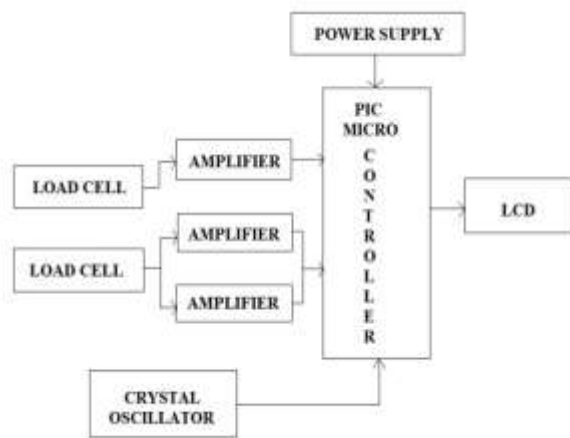 POWER SUPPLY
PIC
MICRO
C
O
N
T
R
O
L
L
E
R
AMPLIFIER
LOAD CELL
AMPLIFIER
LOAD CELL
AMPLIFIER
LCD
CRYSTAL
OSCILLATOR